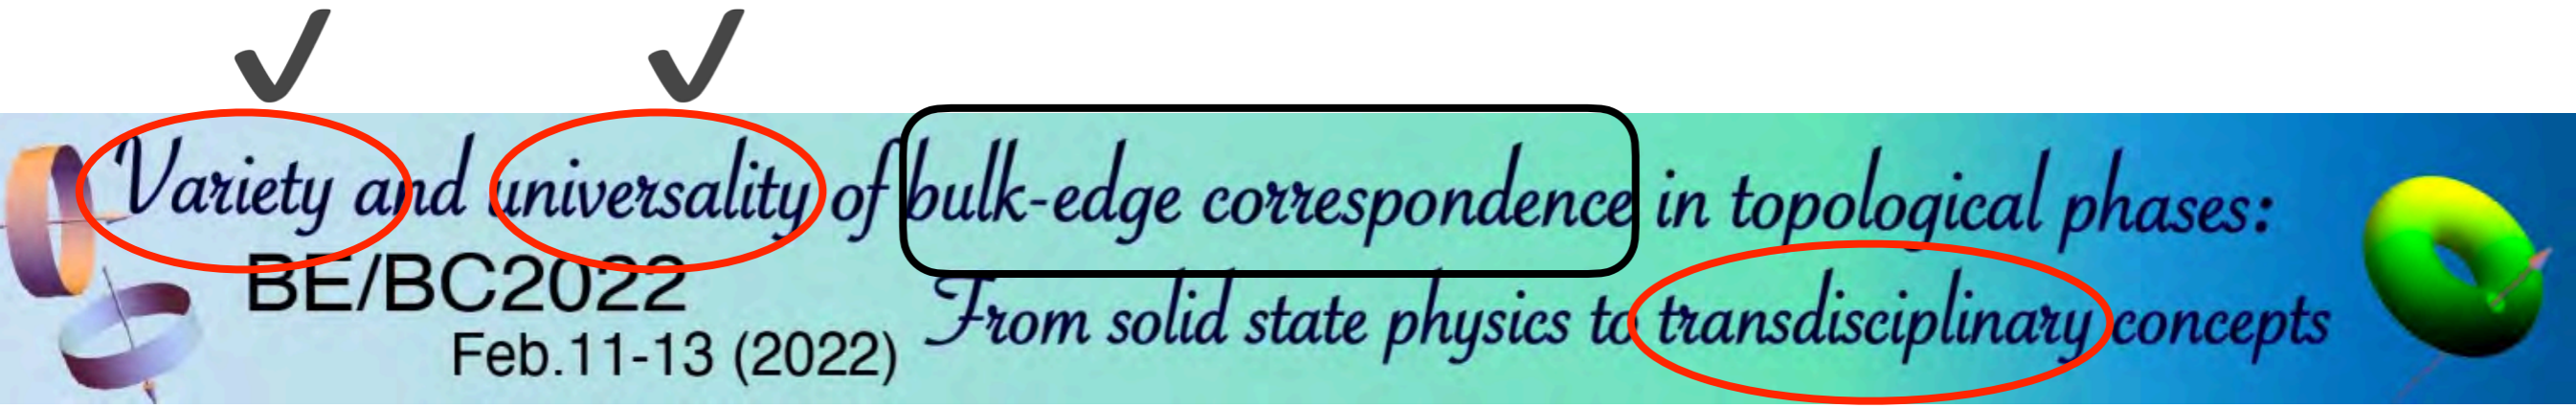 Variety and universality of bulk-edge correspondence in topological phases:
BE/BC2022
From solid state physics to transdisciplinary concepts
Feb.11-13 (2022)